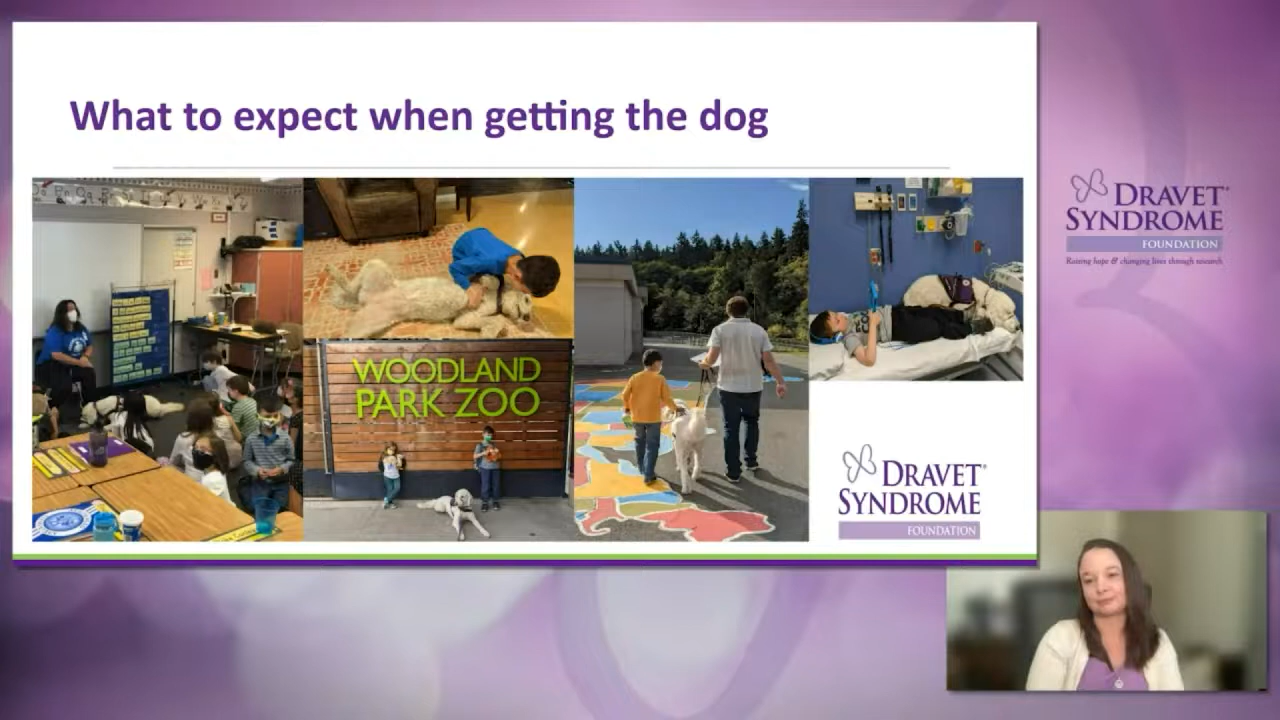 What to expect when getting the dog
WOODLAND
PARK ZOO
DRAVET
SYNDROME
FOUNDATION
DRAVET
SYNDROME
FOUNDATION
Raising hope & changing lives through research